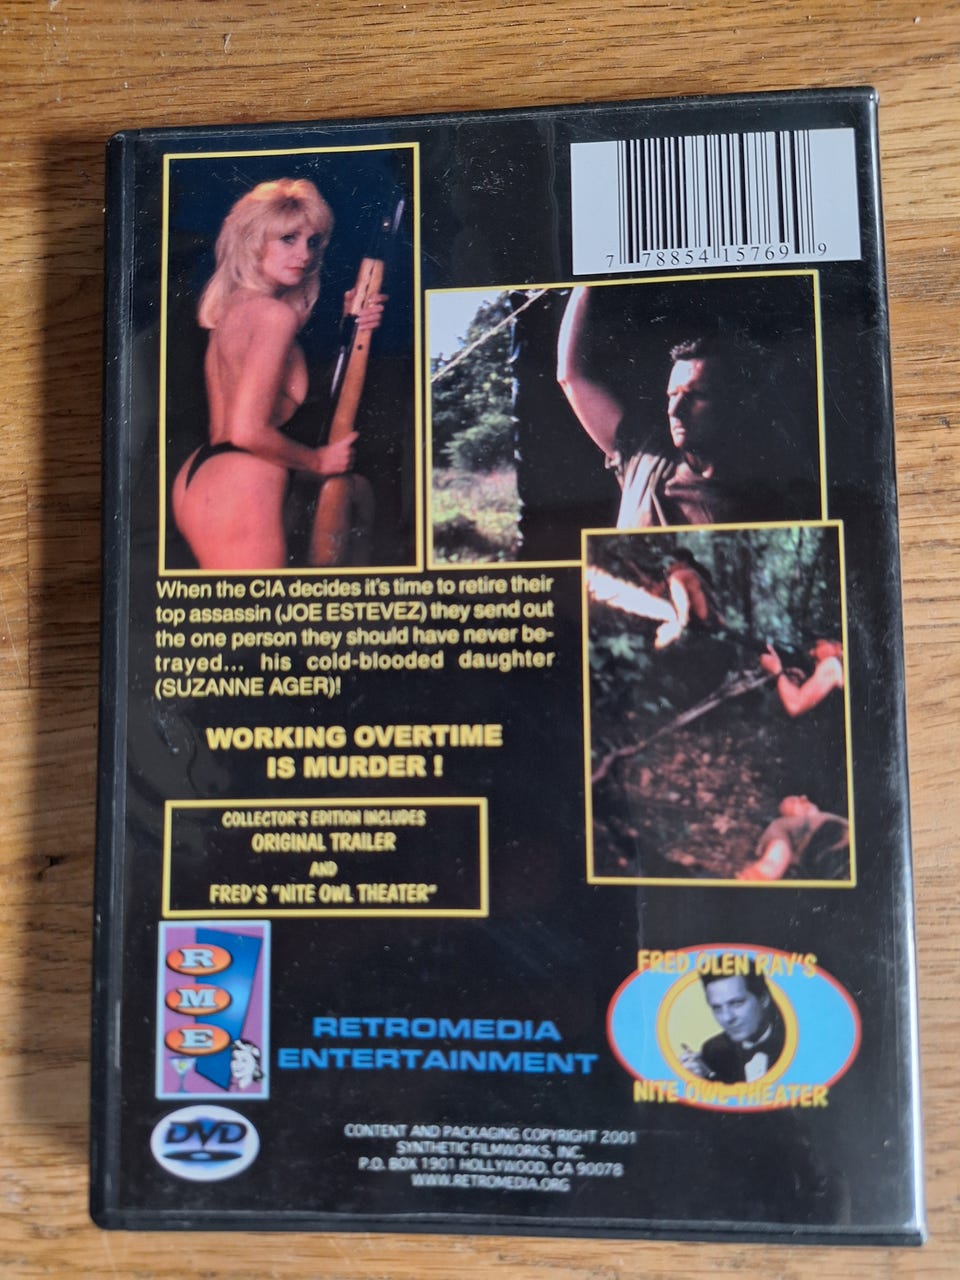 7 78854 15769 9
When the CIA decides it's time to retire their
top assassin (JOE ESTEVEZ) they send out
the one person they should have never be-
trayed... his cold-blooded daughter
(SUZANNE AGER)!
WORKING OVERTIME
IS MURDER !
COLLECTOR'S EDITION INCLUDES
ORIGINAL TRAILER
AND
FRED'S "NITE OWL THEATER"
R
M
E
RETROMEDIA
ENTERTAINMENT
FRED OLEN RAY'S
NITE OWL THEATER
DVD
CONTENT AND PACKAGING COPYRIGHT 2001
SYNTHETIC FILMWORKS, INC.
P.O. BOX 1901 HOLLYWOOD, CA 90078
WWW.RETROMEDIA.ORG